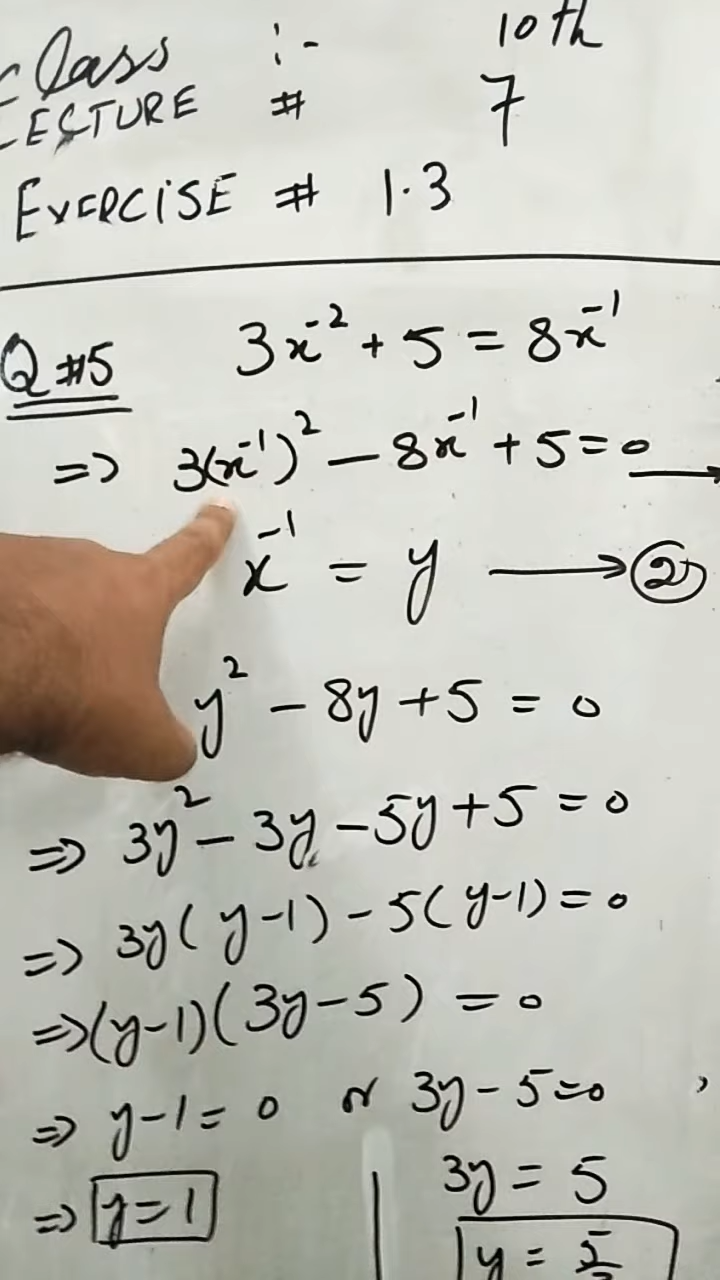 Class :- 10th
LECTURE # 7
EXERCISE # 1.3
Q#5 3x⁻² + 5 = 8x⁻¹
=> 3(x⁻¹)² - 8x⁻¹ + 5 = 0 →
x⁻¹ = y → ②
y² - 8y + 5 = 0
=> 3y² - 3y - 5y + 5 = 0
=> 3y(y-1) - 5(y-1) = 0
=> (y-1)(3y-5) = 0
=> y-1 = 0 or 3y-5=0 ,
3y = 5
=> y=1
y = 5